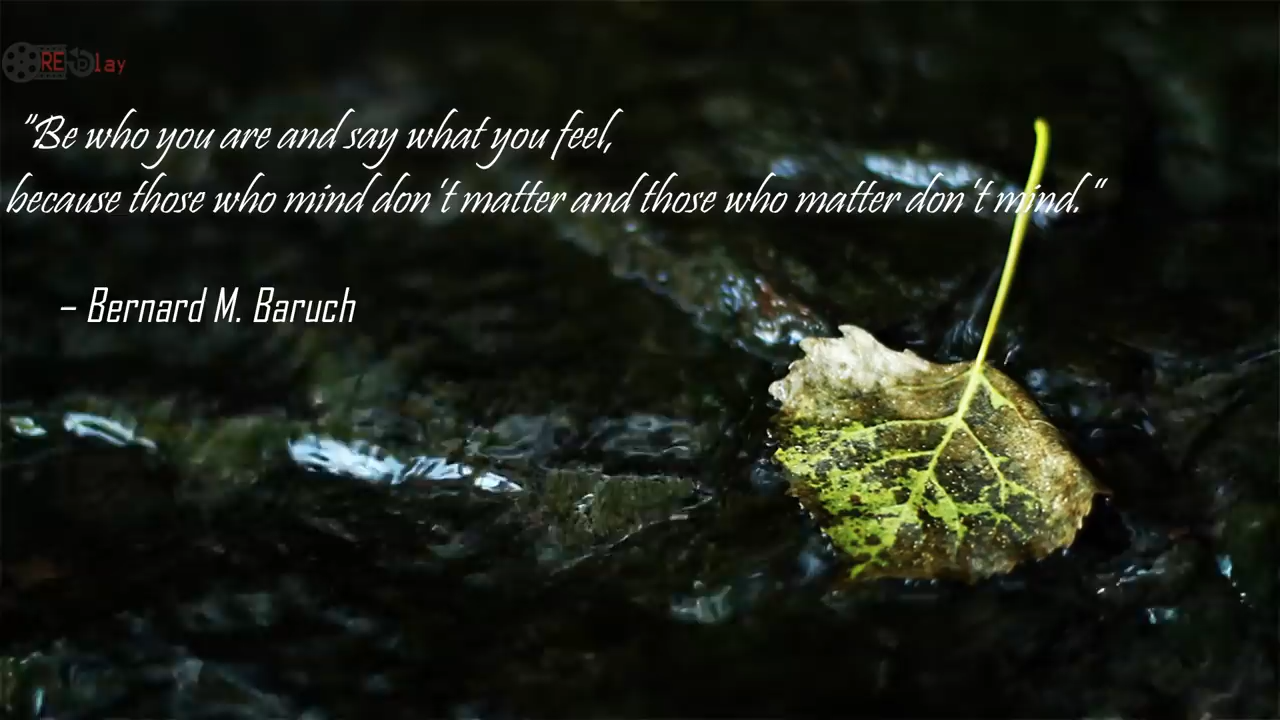 REplay
"Be who you are and say what you feel,
because those who mind don't matter and those who matter don't mind."
– Bernard M. Baruch